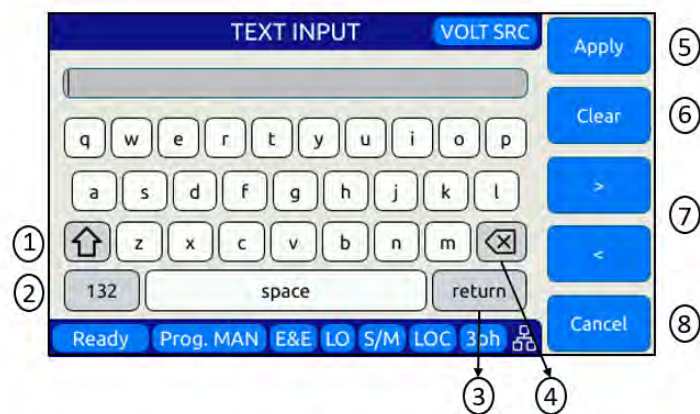 TEXT INPUT VOLT SRC
Apply 5
Clear 6
q w e r t y u i o p
a s d f g h j k l
> 7
1 z x c v b n m
<
2 132 space return
Cancel 8
Ready Prog. MAN E&E LO S/M LOC 3ph
3 4